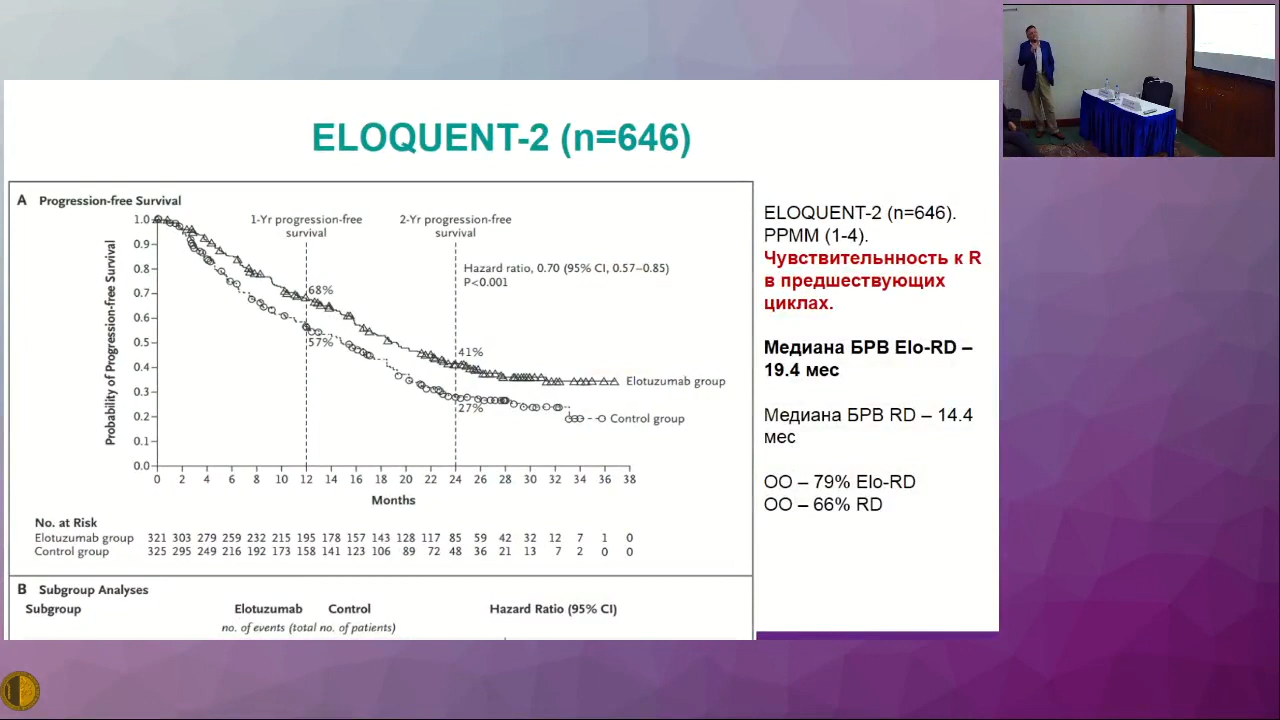 ELOQUENT-2 (n=646)
A Progression-free Survival
1-Yr progression-free
survival
2-Yr progression-free
survival
Hazard ratio, 0.70 (95% CI, 0.57–0.85)
P<0.001
Probability of Progression-free Survival
1.0
0.9
0.8
0.7
0.6
0.5
0.4
0.3
0.2
0.1
0.0
68%
57%
41%
27%
Elotuzumab group
Control group
0 2 4 6 8 10 12 14 16 18 20 22 24 26 28 30 32 34 36 38
Months
No. at Risk
Elotuzumab group 321 303 279 259 232 215 195 178 157 143 128 117 85 59 42 32 12 7 1 0
Control group 325 295 249 216 192 173 158 141 123 106 89 72 48 36 21 13 7 2 0 0
B Subgroup Analyses
Subgroup Elotuzumab Control Hazard Ratio (95% CI)
no. of events (total no. of patients)
ELOQUENT-2 (n=646).
РРММ (1-4).
Чувствительнность к R
в предшествующих
циклах.
Медиана БРВ Elo-RD –
19.4 мес
Медиана БРВ RD – 14.4
мес
ОО – 79% Elo-RD
ОО – 66% RD